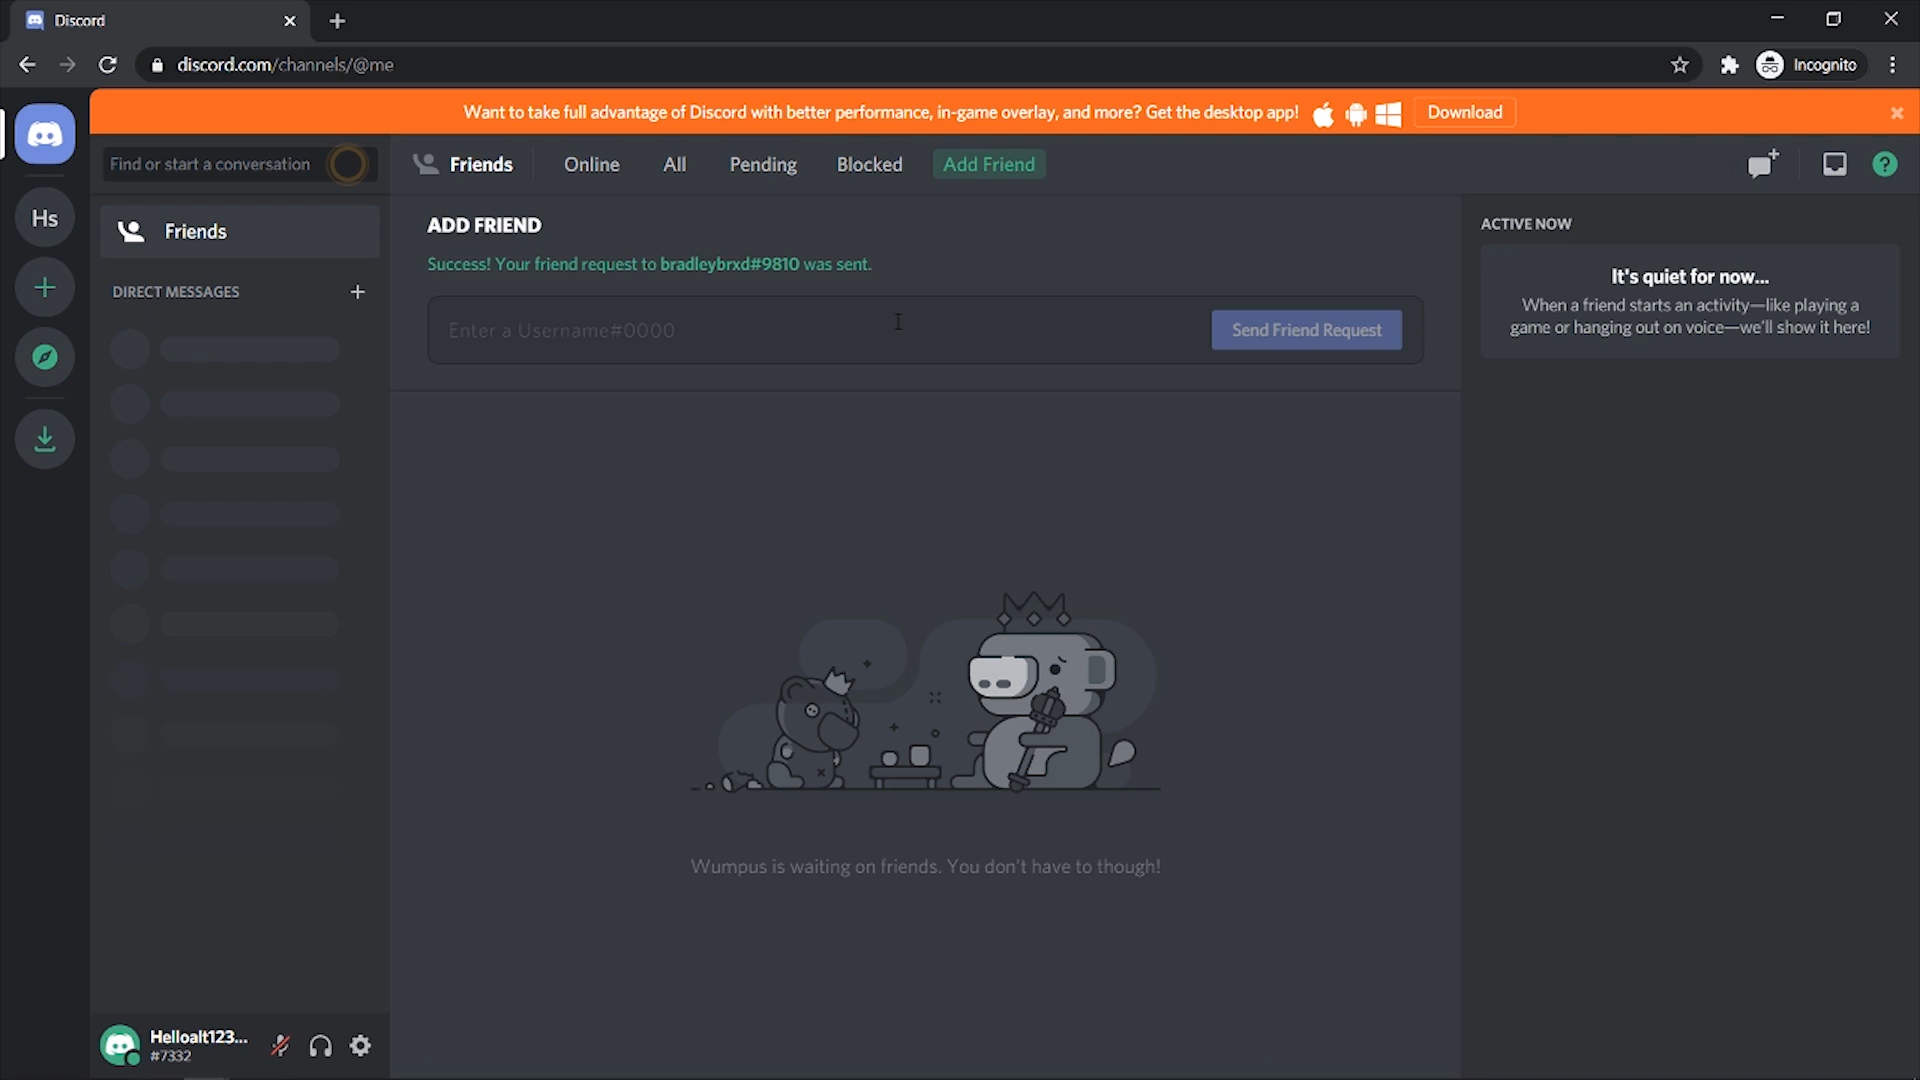 Discord
discord.com/channels/@me
Incognito
Want to take full advantage of Discord with better performance, in-game overlay, and more? Get the desktop app!
Download
Find or start a conversation
Friends
Online
All
Pending
Blocked
Add Friend
Hs
Friends
DIRECT MESSAGES
ADD FRIEND
Success! Your friend request to bradleybrxd#9810 was sent.
Enter a Username#0000
Send Friend Request
ACTIVE NOW
It's quiet for now...
When a friend starts an activity—like playing a
game or hanging out on voice—we'll show it here!
Wumpus is waiting on friends. You don't have to though!
Helloalt123...
#7332